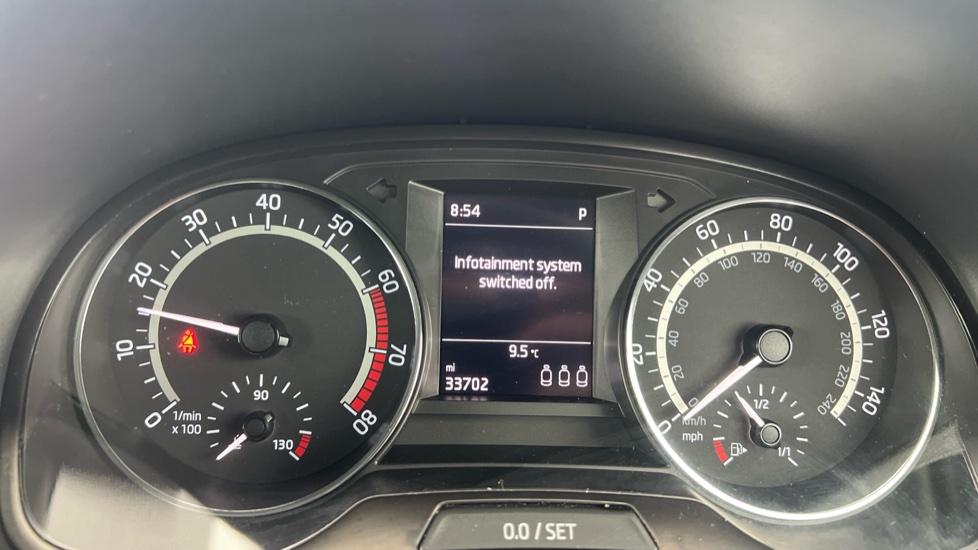 8:54 P
Infotainment system
switched off.
9.5 °C
mi
33702
0 10 20 30 40 50 60 70 80
1/min
x 100
90
130
0 20 40 60 80 100 120 140
0 20 40 60 80 100 120 140 160 180 200 220 240
km/h
mph
1/2
1/1
0.0 / SET